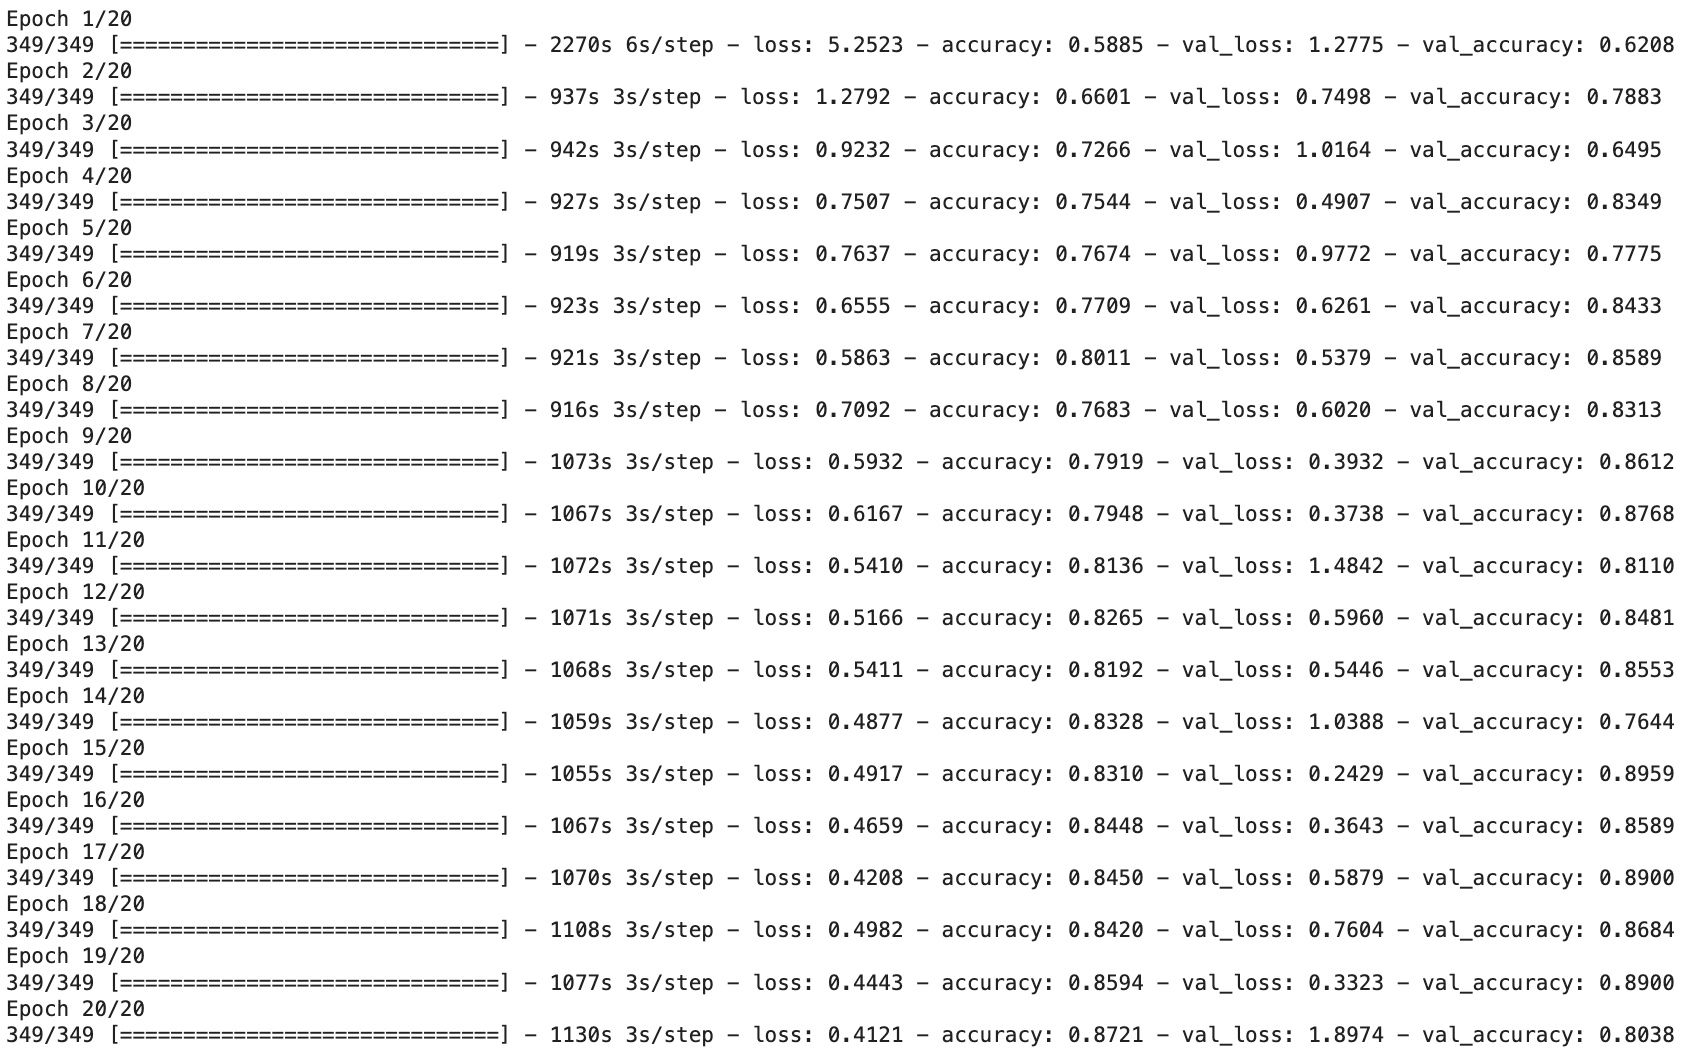 Epoch 1/20
349/349 [==============================] - 2270s 6s/step - loss: 5.2523 - accuracy: 0.5885 - val_loss: 1.2775 - val_accuracy: 0.6208
Epoch 2/20
349/349 [==============================] - 937s 3s/step - loss: 1.2792 - accuracy: 0.6601 - val_loss: 0.7498 - val_accuracy: 0.7883
Epoch 3/20
349/349 [==============================] - 942s 3s/step - loss: 0.9232 - accuracy: 0.7266 - val_loss: 1.0164 - val_accuracy: 0.6495
Epoch 4/20
349/349 [==============================] - 927s 3s/step - loss: 0.7507 - accuracy: 0.7544 - val_loss: 0.4907 - val_accuracy: 0.8349
Epoch 5/20
349/349 [==============================] - 919s 3s/step - loss: 0.7637 - accuracy: 0.7674 - val_loss: 0.9772 - val_accuracy: 0.7775
Epoch 6/20
349/349 [==============================] - 923s 3s/step - loss: 0.6555 - accuracy: 0.7709 - val_loss: 0.6261 - val_accuracy: 0.8433
Epoch 7/20
349/349 [==============================] - 921s 3s/step - loss: 0.5863 - accuracy: 0.8011 - val_loss: 0.5379 - val_accuracy: 0.8589
Epoch 8/20
349/349 [==============================] - 916s 3s/step - loss: 0.7092 - accuracy: 0.7683 - val_loss: 0.6020 - val_accuracy: 0.8313
Epoch 9/20
349/349 [==============================] - 1073s 3s/step - loss: 0.5932 - accuracy: 0.7919 - val_loss: 0.3932 - val_accuracy: 0.8612
Epoch 10/20
349/349 [==============================] - 1067s 3s/step - loss: 0.6167 - accuracy: 0.7948 - val_loss: 0.3738 - val_accuracy: 0.8768
Epoch 11/20
349/349 [==============================] - 1072s 3s/step - loss: 0.5410 - accuracy: 0.8136 - val_loss: 1.4842 - val_accuracy: 0.8110
Epoch 12/20
349/349 [==============================] - 1071s 3s/step - loss: 0.5166 - accuracy: 0.8265 - val_loss: 0.5960 - val_accuracy: 0.8481
Epoch 13/20
349/349 [==============================] - 1068s 3s/step - loss: 0.5411 - accuracy: 0.8192 - val_loss: 0.5446 - val_accuracy: 0.8553
Epoch 14/20
349/349 [==============================] - 1059s 3s/step - loss: 0.4877 - accuracy: 0.8328 - val_loss: 1.0388 - val_accuracy: 0.7644
Epoch 15/20
349/349 [==============================] - 1055s 3s/step - loss: 0.4917 - accuracy: 0.8310 - val_loss: 0.2429 - val_accuracy: 0.8959
Epoch 16/20
349/349 [==============================] - 1067s 3s/step - loss: 0.4659 - accuracy: 0.8448 - val_loss: 0.3643 - val_accuracy: 0.8589
Epoch 17/20
349/349 [==============================] - 1070s 3s/step - loss: 0.4208 - accuracy: 0.8450 - val_loss: 0.5879 - val_accuracy: 0.8900
Epoch 18/20
349/349 [==============================] - 1108s 3s/step - loss: 0.4982 - accuracy: 0.8420 - val_loss: 0.7604 - val_accuracy: 0.8684
Epoch 19/20
349/349 [==============================] - 1077s 3s/step - loss: 0.4443 - accuracy: 0.8594 - val_loss: 0.3323 - val_accuracy: 0.8900
Epoch 20/20
349/349 [==============================] - 1130s 3s/step - loss: 0.4121 - accuracy: 0.8721 - val_loss: 1.8974 - val_accuracy: 0.8038